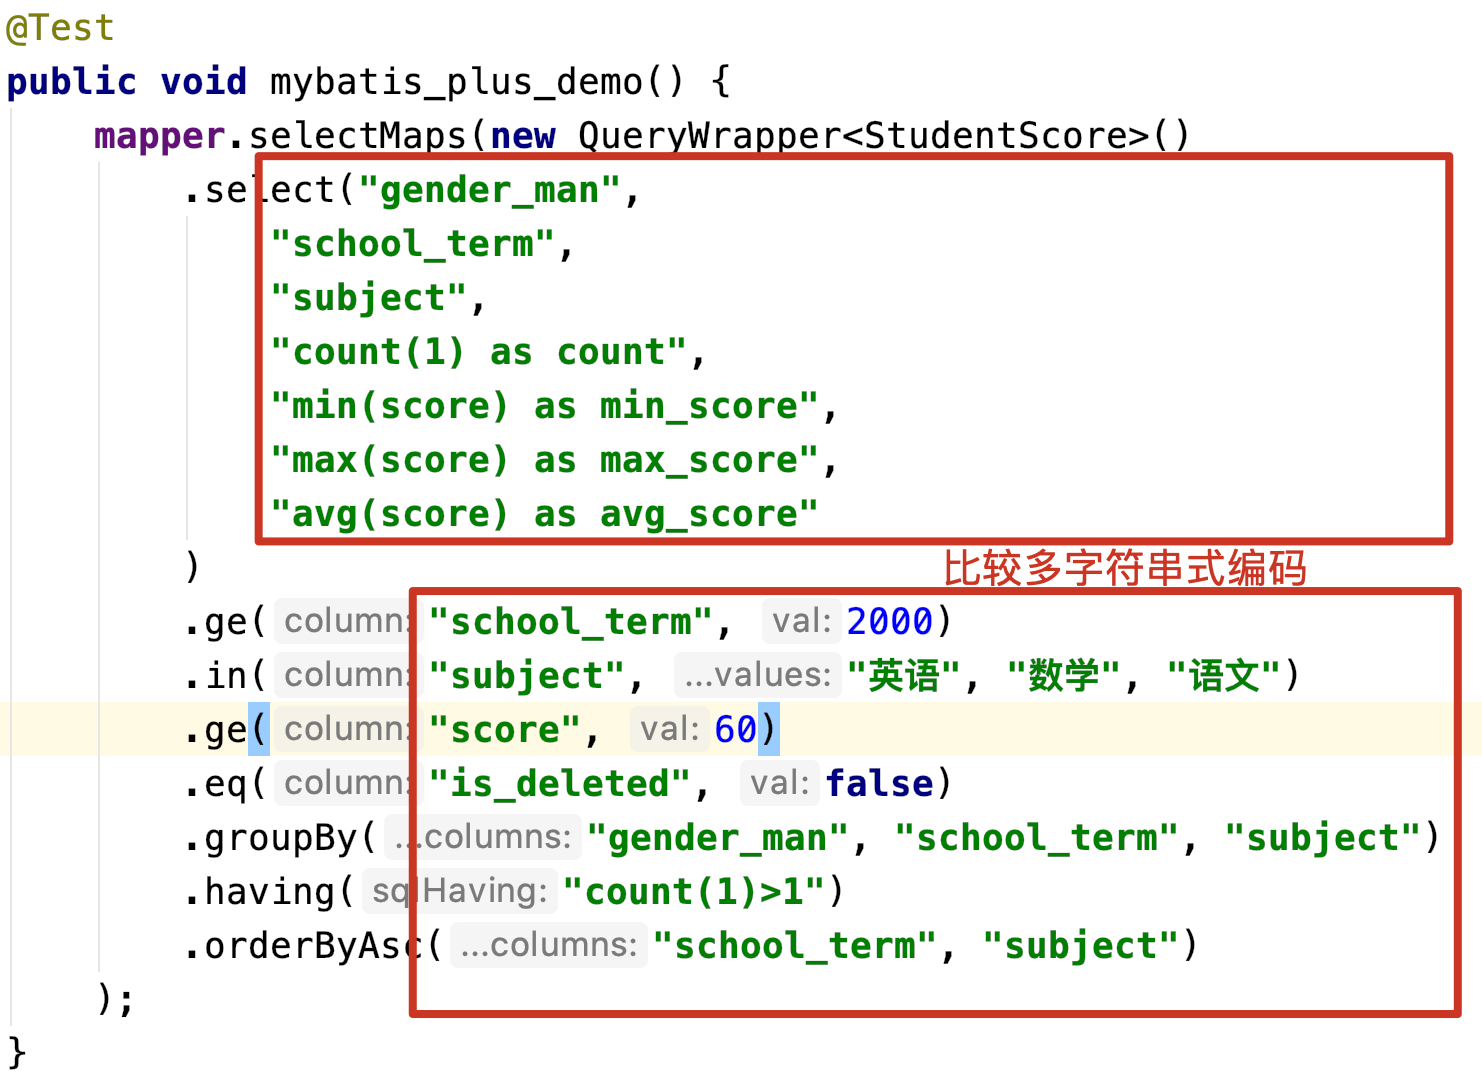 @Test
public void mybatis_plus_demo() {
mapper.selectMaps(new QueryWrapper<StudentScore>()
.select("gender_man",
"school_term",
"subject",
"count(1) as count",
"min(score) as min_score",
"max(score) as max_score",
"avg(score) as avg_score"
)
比较多字符串式编码
.ge( column: "school_term", val: 2000)
.in( column: "subject", ...values: "英语", "数学", "语文")
.ge( column: "score", val: 60)
.eq( column: "is_deleted", val: false)
.groupBy( ...columns: "gender_man", "school_term", "subject")
.having( sqlHaving: "count(1)>1")
.orderByAsc( ...columns: "school_term", "subject")
);
}